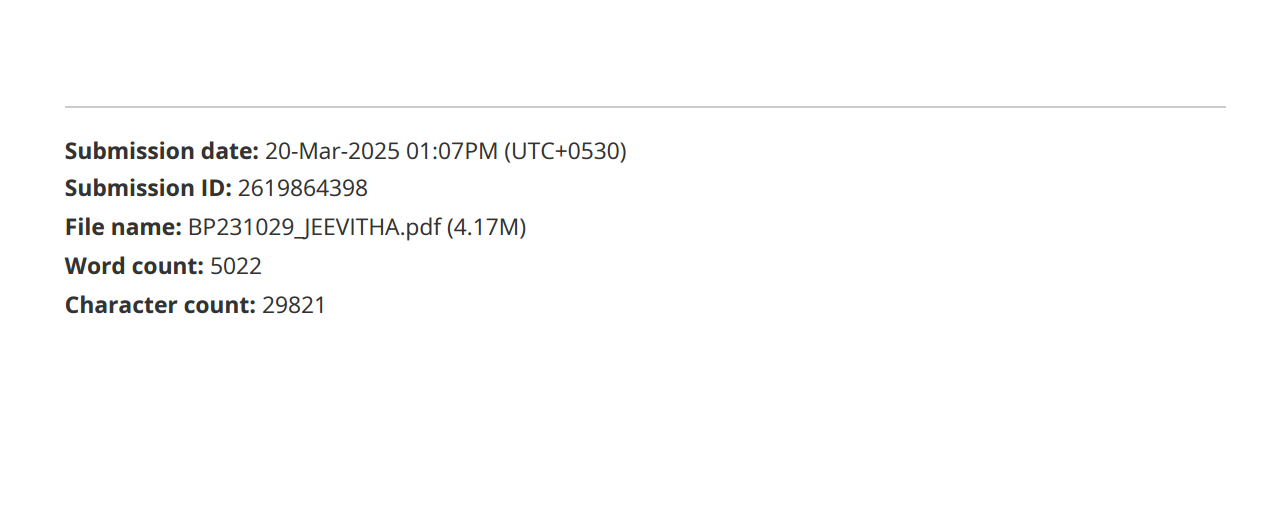 Submission date: 20-Mar-2025 01:07PM (UTC+0530)
Submission ID: 2619864398
File name: BP231029_JEEVITHA.pdf (4.17M)
Word count: 5022
Character count: 29821